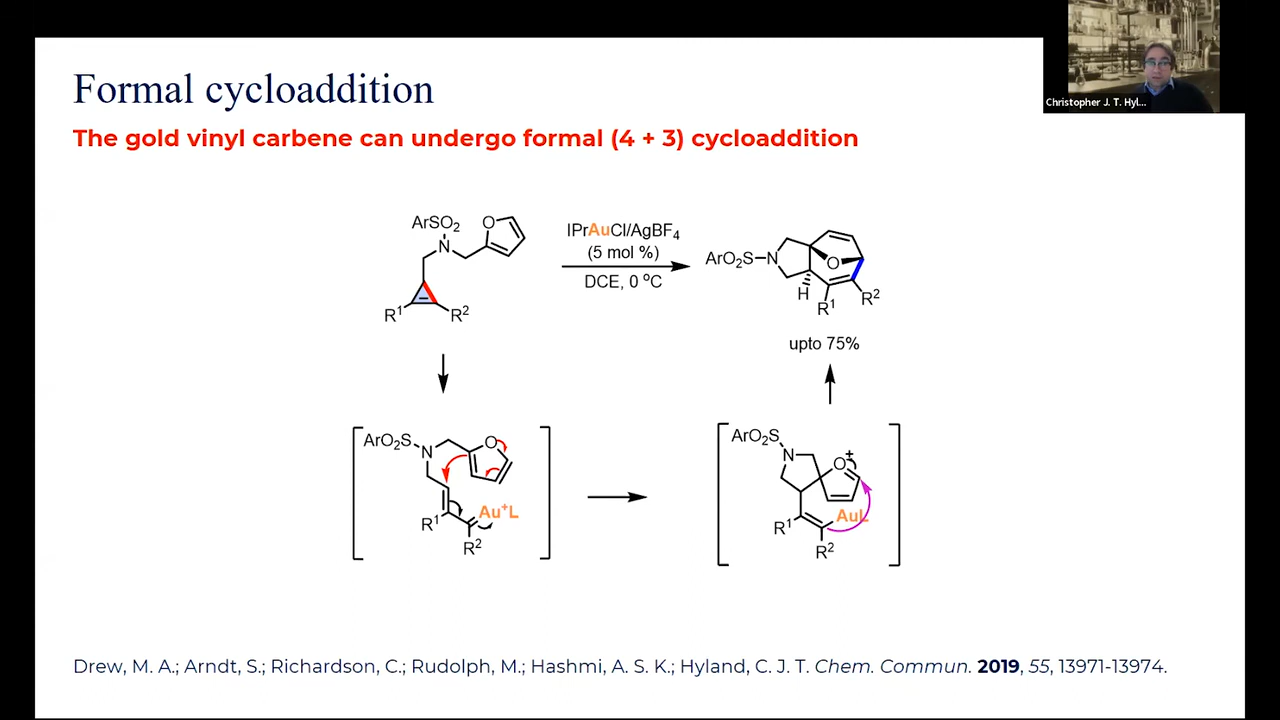 Formal cycloaddition
The gold vinyl carbene can undergo formal (4 + 3) cycloaddition
Christopher J. T. Hyl...
ArSO2
O
N
R1
R2
IPrAuCl/AgBF4
(5 mol %)
DCE, 0 ºC
ArO2S
N
O
H
R1
R2
upto 75%
ArO2S
N
O
Au+L
R1
R2
ArO2S
N
O+
AuL
R1
R2
Drew, M. A.; Arndt, S.; Richardson, C.; Rudolph, M.; Hashmi, A. S. K.; Hyland, C. J. T. Chem. Commun. 2019, 55, 13971-13974.